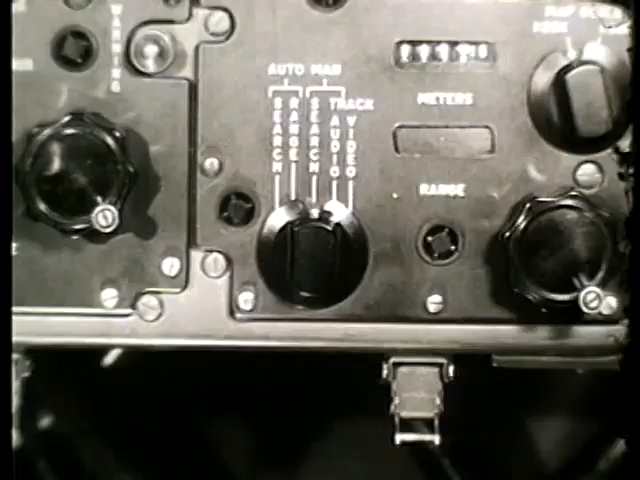 WARNING
AUTO MAN
SEARCH
RANGE
SEARCH
TRACK
AUDIO
VIDEO
METERS
RANGE